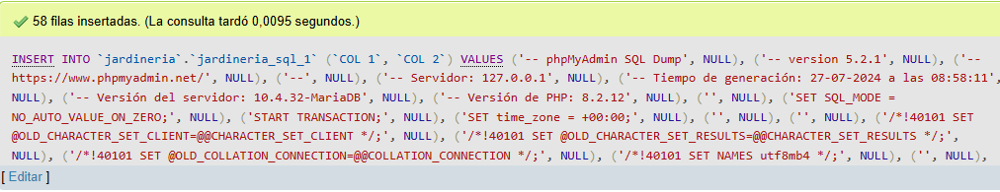 58 filas insertadas. (La consulta tardó 0,0095 segundos.)
INSERT INTO `jardineria`.`jardineria_sql_1` (`COL 1`, `COL 2`) VALUES ('-- phpMyAdmin SQL Dump', NULL), ('-- version 5.2.1', NULL), ('--
https://www.phpmyadmin.net/', NULL), ('--', NULL), ('-- Servidor: 127.0.0.1', NULL), ('-- Tiempo de generación: 27-07-2024 a las 08:58:11',
NULL), ('-- Versión del servidor: 10.4.32-MariaDB', NULL), ('-- Versión de PHP: 8.2.12', NULL), ('', NULL), ('SET SQL_MODE =
NO_AUTO_VALUE_ON_ZERO;', NULL), ('START TRANSACTION;', NULL), ('SET time_zone = +00:00;', NULL), ('', NULL), ('', NULL), ('/*!40101 SET
@OLD_CHARACTER_SET_CLIENT=@@CHARACTER_SET_CLIENT */;', NULL), ('/*!40101 SET @OLD_CHARACTER_SET_RESULTS=@@CHARACTER_SET_RESULTS */;',
NULL), ('/*!40101 SET @OLD_COLLATION_CONNECTION=@@COLLATION_CONNECTION */;', NULL), ('/*!40101 SET NAMES utf8mb4 */;', NULL), ('', NULL),
[ Editar ]